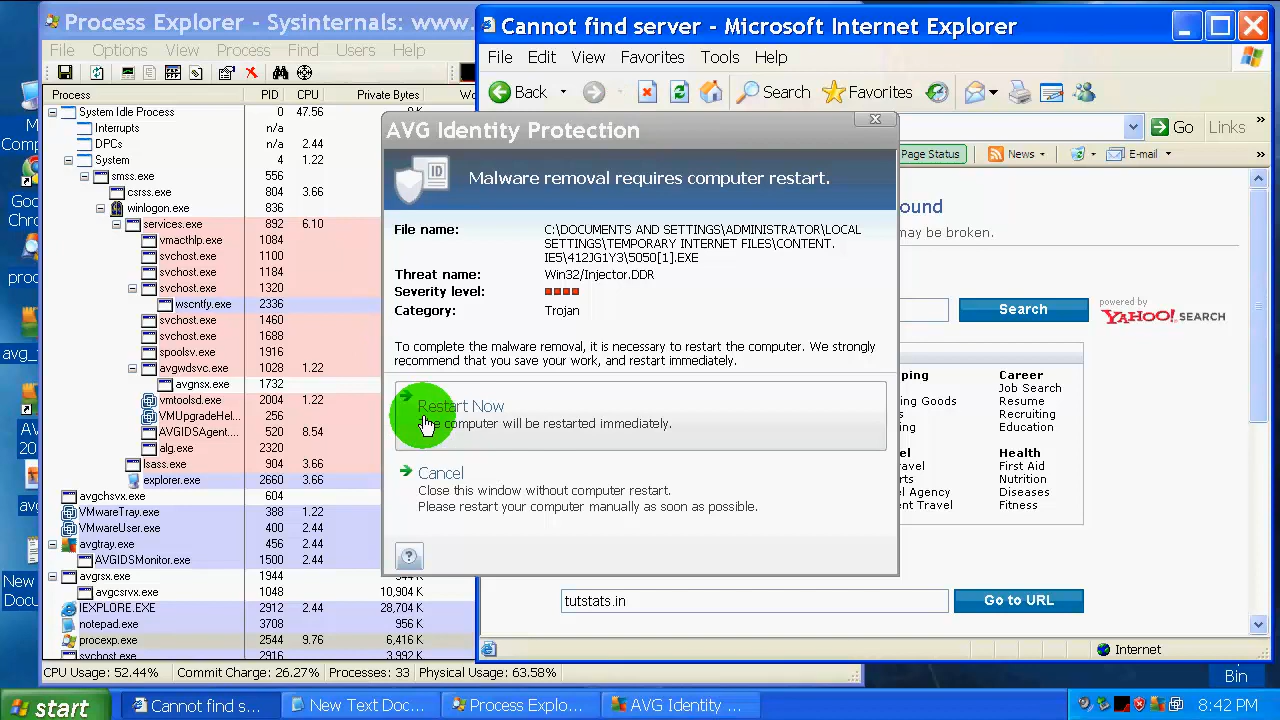 Process Explorer - Sysinternals: www.
File Options View Process Find Users Help
Process PID CPU Private Bytes
System Idle Process 0 47.56 0 K
Interrupts n/a
DPCs n/a 2.44
System 4 1.22
smss.exe 556
csrss.exe 804 3.66
winlogon.exe 836
services.exe 892 6.10
vmacthlp.exe 1084
svchost.exe 1100
svchost.exe 1184
svchost.exe 1320
wscntfy.exe 2336
svchost.exe 1460
svchost.exe 1688
spoolsv.exe 1916
avgwdsvc.exe 1028 1.22
avgnsx.exe 1732
vmtoolsd.exe 2004 1.22
VMUpgradeHel... 256
AVGIDSAgent.... 520 8.54
alg.exe 2320
lsass.exe 904 3.66
explorer.exe 2660 3.66
avgchsvx.exe 604
VMwareTray.exe 388 1.22
VMwareUser.exe 400 2.44
avgtray.exe 456 2.44
AVGIDSMonitor.exe 1500 2.44
avgrsx.exe 1944
avgcsrvx.exe 1048 10,904 K
IEXPLORE.EXE 2912 2.44 28,704 K
notepad.exe 3708 956 K
procexp.exe 2544 9.76 6,416 K
svchost.exe 2916 3,992 K
CPU Usage: 52.44% Commit Charge: 26.27% Processes: 33 Physical Usage: 63.58%
Cannot find server - Microsoft Internet Explorer
File Edit View Favorites Tools Help
Back Search Favorites
Go Links »
Page Status News E-mail »
ound
may be broken.
Search powered by
YAHOO! SEARCH
ping Career
Job Search
ing Goods Resume
Education
Recruiting
Health
vel First Aid
Nutrition
l Agency Diseases
ent Travel Fitness
tutstats.in Go to URL
Internet
AVG Identity Protection
ID
Malware removal requires computer restart.
File name: C:\DOCUMENTS AND SETTINGS\ADMINISTRATOR\LOCAL
SETTINGS\TEMPORARY INTERNET FILES\CONTENT.
IE5\412JG1Y3\5050[1].EXE
Threat name: Win32/Injector.DDR
Severity level:
Category: Trojan
To complete the malware removal, it is necessary to restart the computer. We strongly
recommend that you save your work, and restart immediately.
Restart Now
computer will be restarted immediately.
Cancel
Close this window without computer restart.
Please restart your computer manually as soon as possible.
?
Bin
start Cannot find s... New Text Doc... Process Explo... AVG Identity ... 8:42 PM